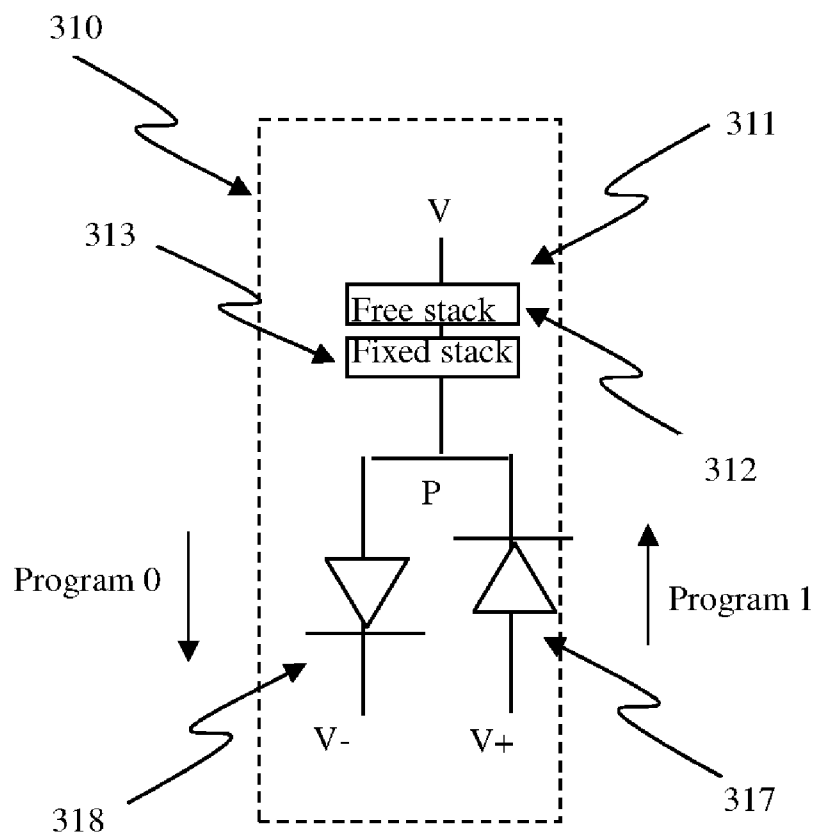 310
311
V
313
Free stack
Fixed stack
312
P
Program 0
Program 1
V-
V+
318
317